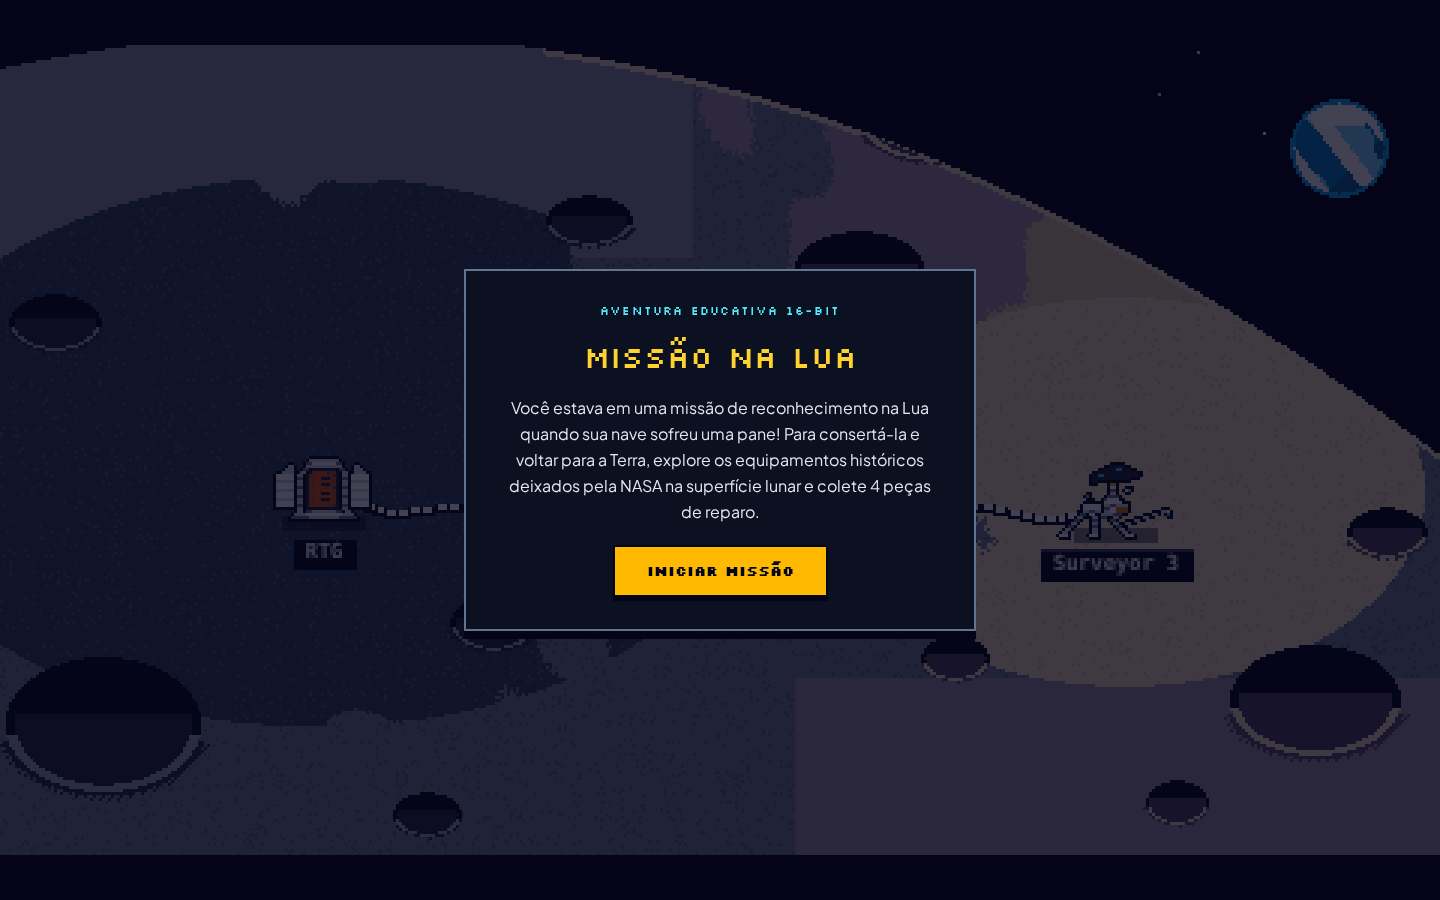 AVENTURA EDUCATIVA 16-BIT
MISSÃO NA LUA
Você estava em uma missão de reconhecimento na Lua
quando sua nave sofreu uma pane! Para consertá-la e
voltar para a Terra, explore os equipamentos históricos
deixados pela NASA na superfície lunar e colete 4 peças
de reparo.
INICIAR MISSÃO
RTG
Surveyor 3